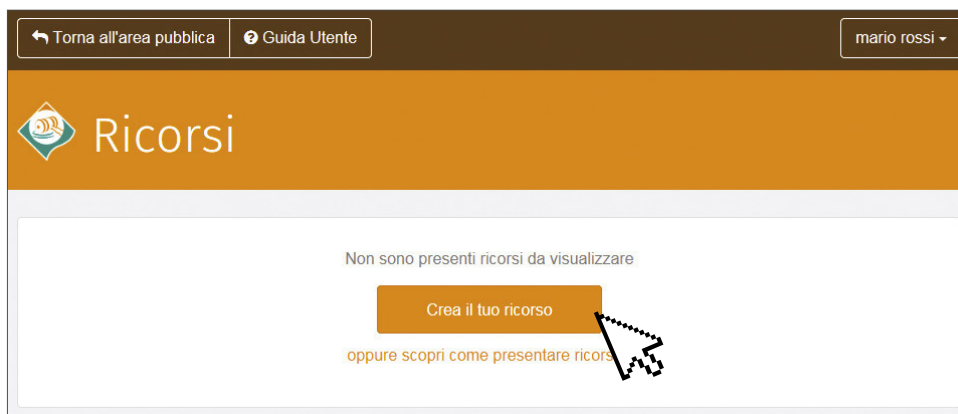 Torna all'area pubblica Guida Utente mario rossi
Ricorsi
Non sono presenti ricorsi da visualizzare
Crea il tuo ricorso
oppure scopri come presentare